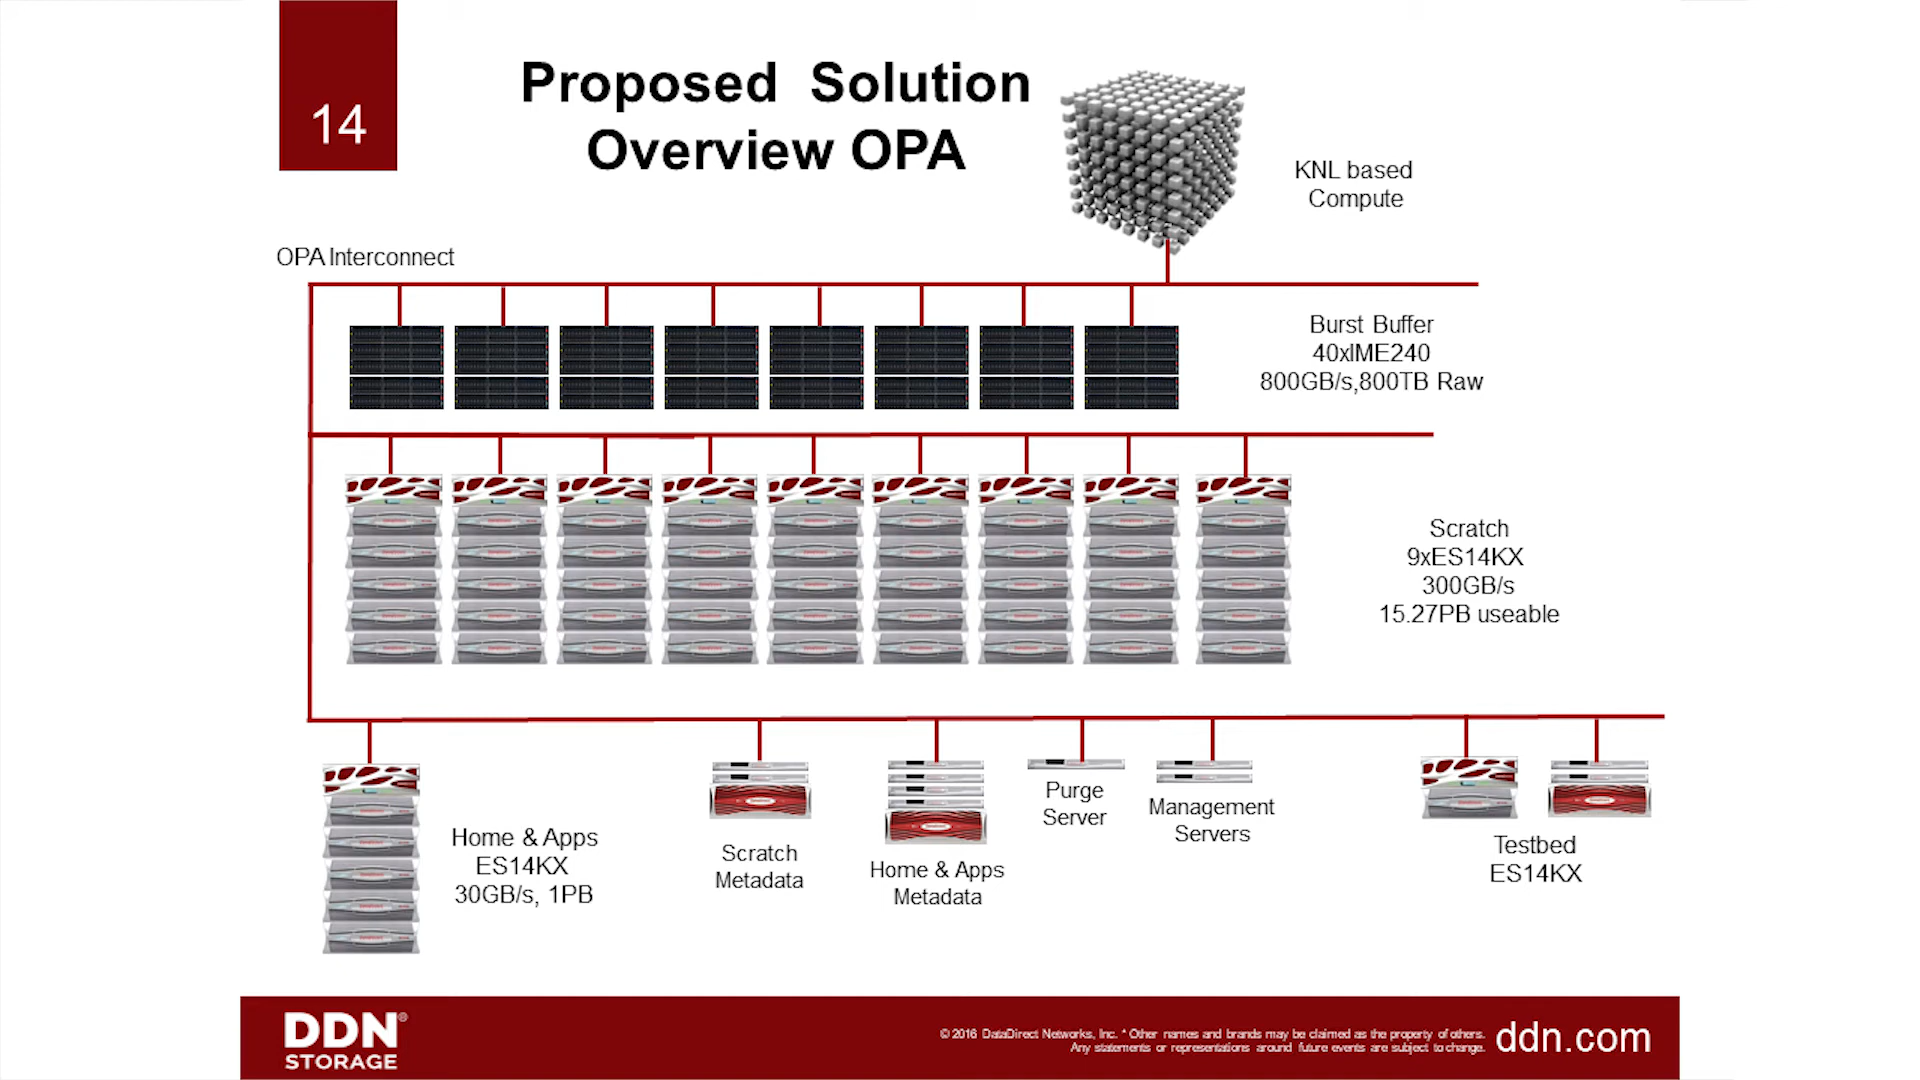 14
Proposed Solution
Overview OPA
KNL based
Compute
OPA Interconnect
Burst Buffer
40xIME240
800GB/s,800TB Raw
Scratch
9xES14KX
300GB/s
15.27PB useable
Home & Apps
ES14KX
30GB/s, 1PB
Scratch
Metadata
Home & Apps
Metadata
Purge
Server
Management
Servers
Testbed
ES14KX
DDN®
STORAGE
© 2016 DataDirect Networks, Inc. * Other names and brands may be claimed as the property of others.
Any statements or representations around future events are subject to change.
ddn.com